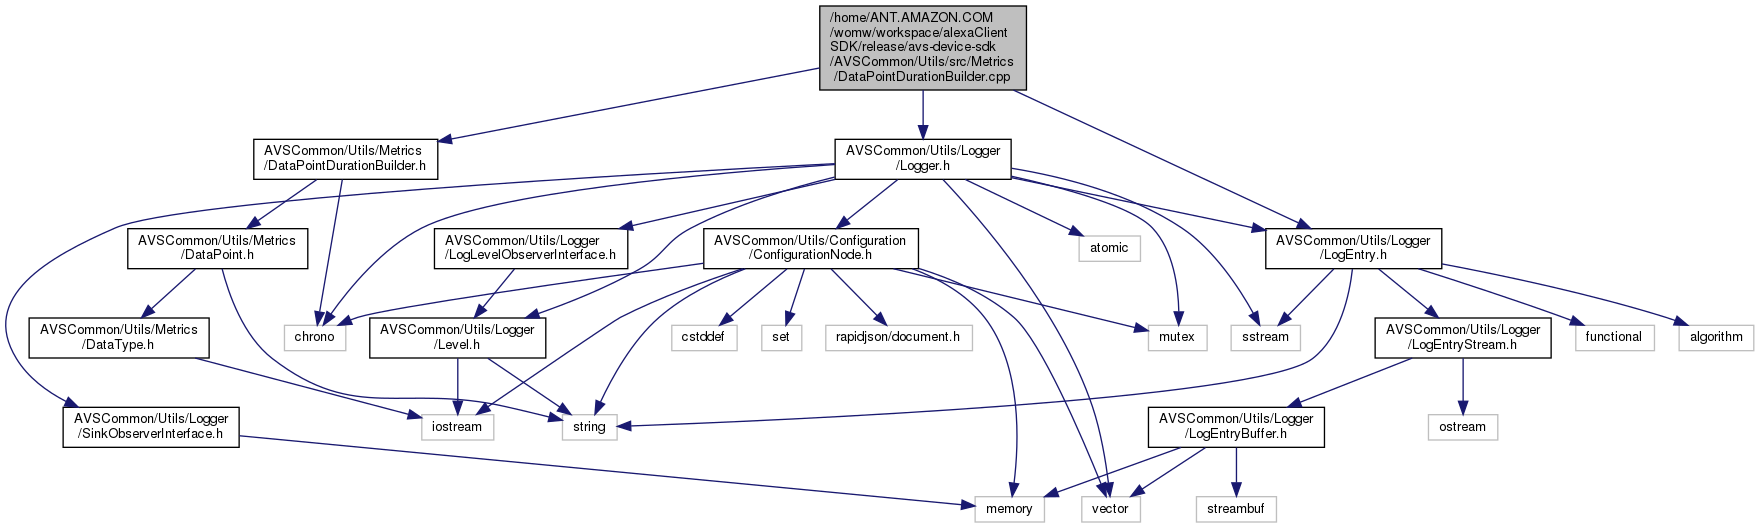 /home/ANT.AMAZON.COM
/womw/workspace/alexaClient
SDK/release/avs-device-sdk
/AVSCommon/Utils/src/Metrics
/DataPointDurationBuilder.cpp
AVSCommon/Utils/Metrics
/DataPointDurationBuilder.h
AVSCommon/Utils/Logger
/Logger.h
AVSCommon/Utils/Metrics
/DataPoint.h
AVSCommon/Utils/Logger
/LogLevelObserverInterface.h
AVSCommon/Utils/Configuration
/ConfigurationNode.h
atomic
AVSCommon/Utils/Logger
/LogEntry.h
AVSCommon/Utils/Metrics
/DataType.h
chrono
AVSCommon/Utils/Logger
/Level.h
cstddef
set
rapidjson/document.h
mutex
sstream
AVSCommon/Utils/Logger
/LogEntryStream.h
functional
algorithm
AVSCommon/Utils/Logger
/SinkObserverInterface.h
iostream
string
AVSCommon/Utils/Logger
/LogEntryBuffer.h
ostream
memory
vector
streambuf